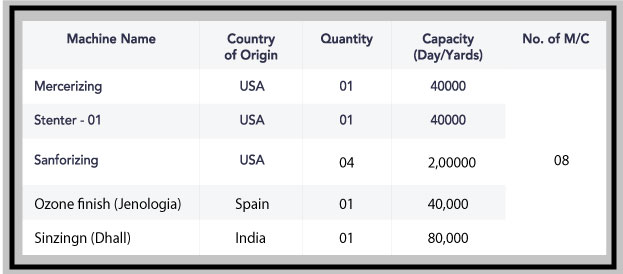 Machine Name Country of Origin Quantity Capacity (Day/Yards) No. of M/C
Mercerizing USA 01 40000
Stenter - 01 USA 01 40000
Sanforizing USA 04 2,00000 08
Ozone finish (Jenologia) Spain 01 40,000
Sinzingn (Dhall) India 01 80,000